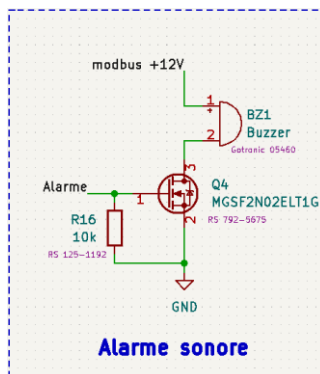 modbus +12V
1
+
BZ1
Buzzer
2
Gotronic 05460
3
Alarme
1
Q4
MGSF2N02ELT1G
R16
10k
2
RS 792-5675
RS 125-1192
GND
Alarme sonore